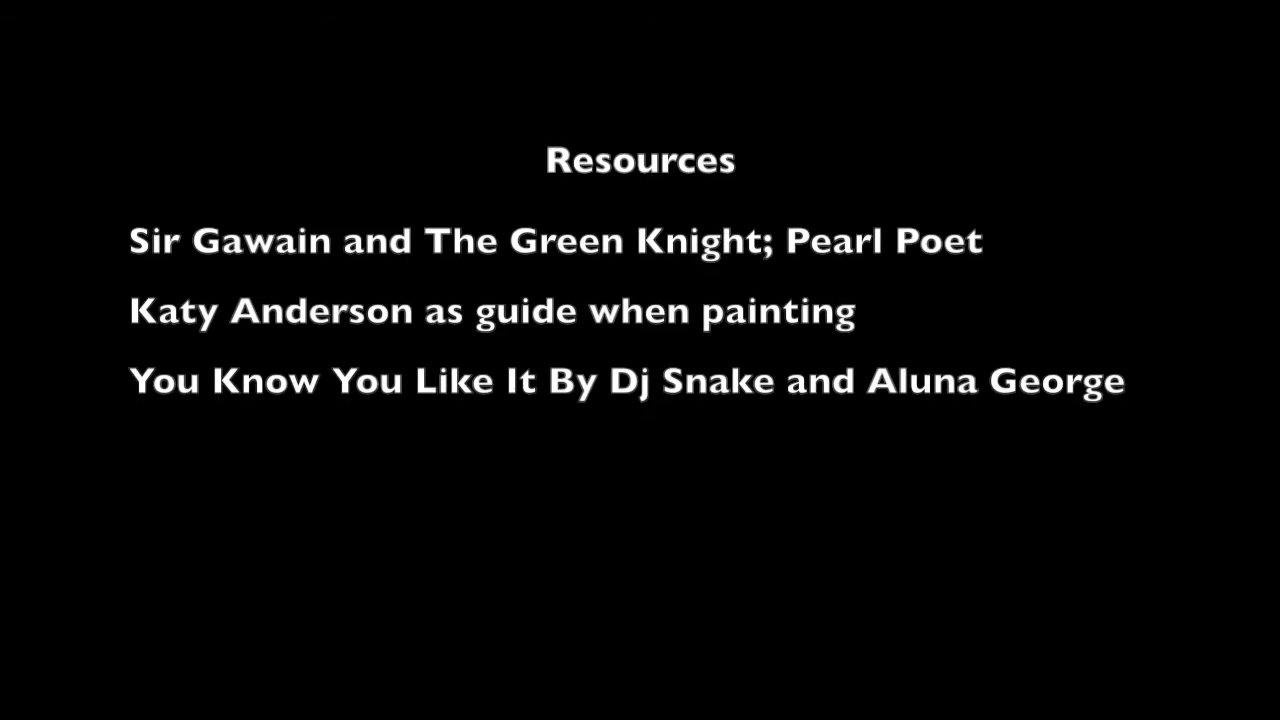 Resources
Sir Gawain and The Green Knight; Pearl Poet
Katy Anderson as guide when painting
You Know You Like It By Dj Snake and Aluna George